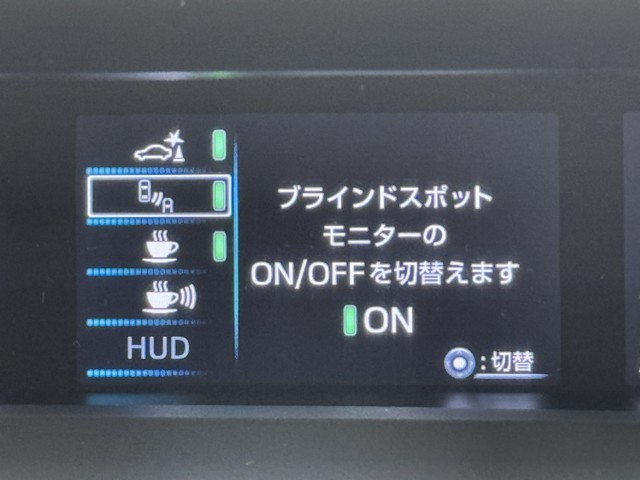 ブラインドスポット
モニターの
ON/OFFを切替えます
ON
HUD
:切替